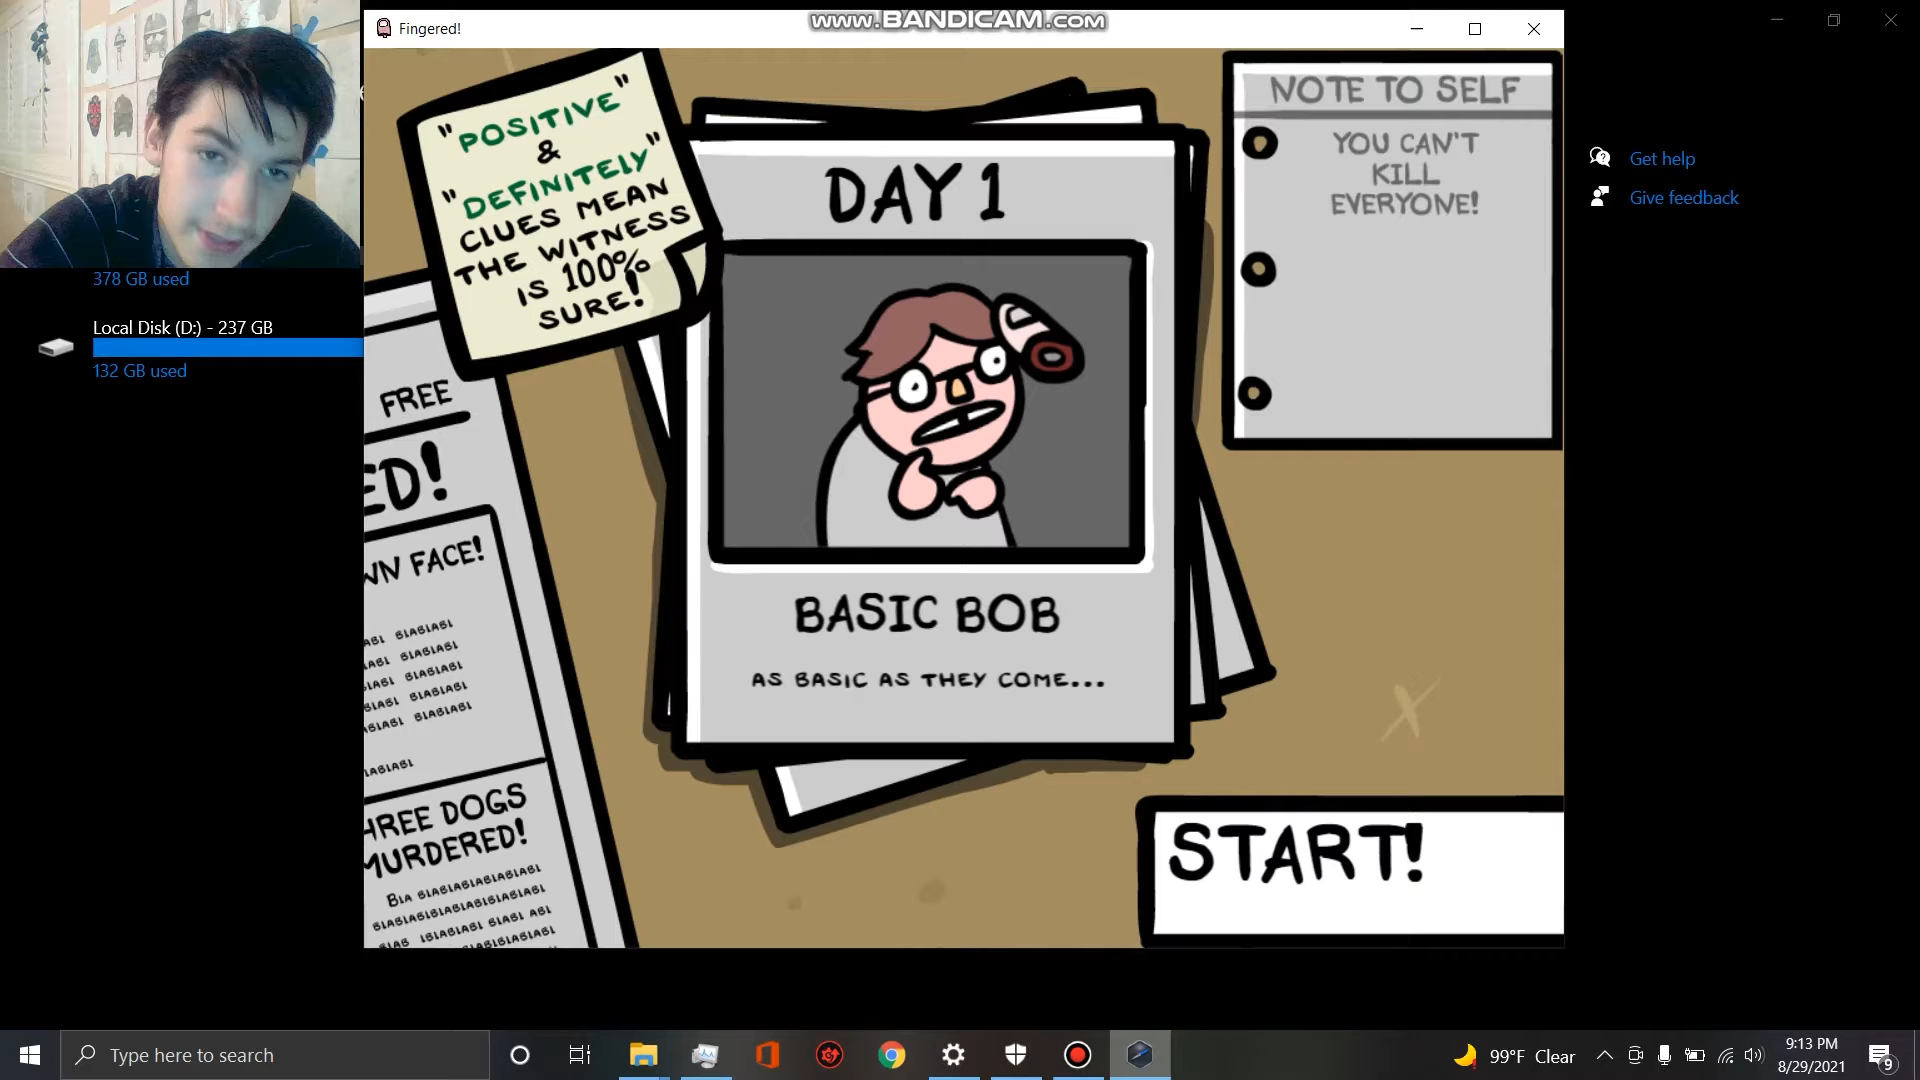 www.BANDICAM.com
Fingered!
"POSITIVE"
&
"DEFINITELY"
CLUES MEAN
THE WITNESS
IS 100%
SURE!
DAY 1
BASIC BOB
AS BASIC AS THEY COME...
NOTE TO SELF
YOU CAN'T
KILL
EVERYONE!
Get help
Give feedback
378 GB used
Local Disk (D:) - 237 GB
132 GB used
FREE
ED!
WN FACE!
HREE DOGS
MURDERED!
START!
Type here to search
99°F Clear
9:13 PM
8/29/2021
9